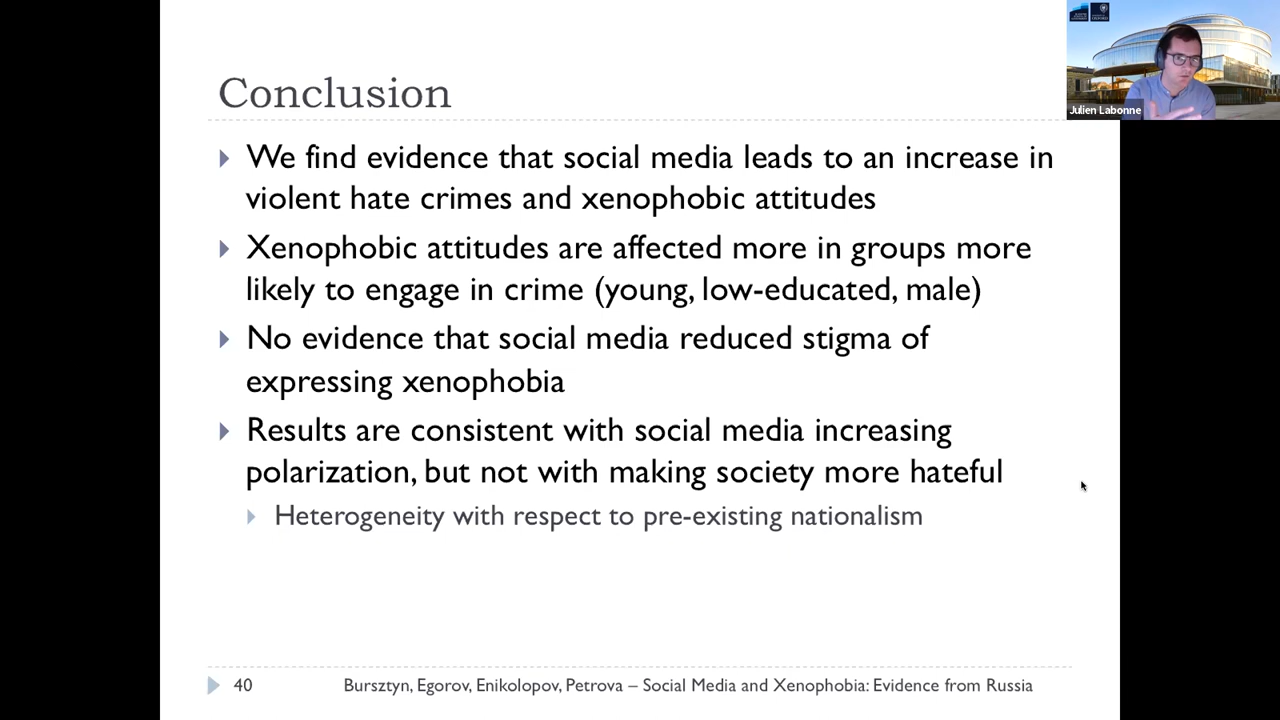 Conclusion
We find evidence that social media leads to an increase in
violent hate crimes and xenophobic attitudes
Xenophobic attitudes are affected more in groups more
likely to engage in crime (young, low-educated, male)
No evidence that social media reduced stigma of
expressing xenophobia
Results are consistent with social media increasing
polarization, but not with making society more hateful
Heterogeneity with respect to pre-existing nationalism
40
Bursztyn, Egorov, Enikolopov, Petrova – Social Media and Xenophobia: Evidence from Russia
Julien Labonne